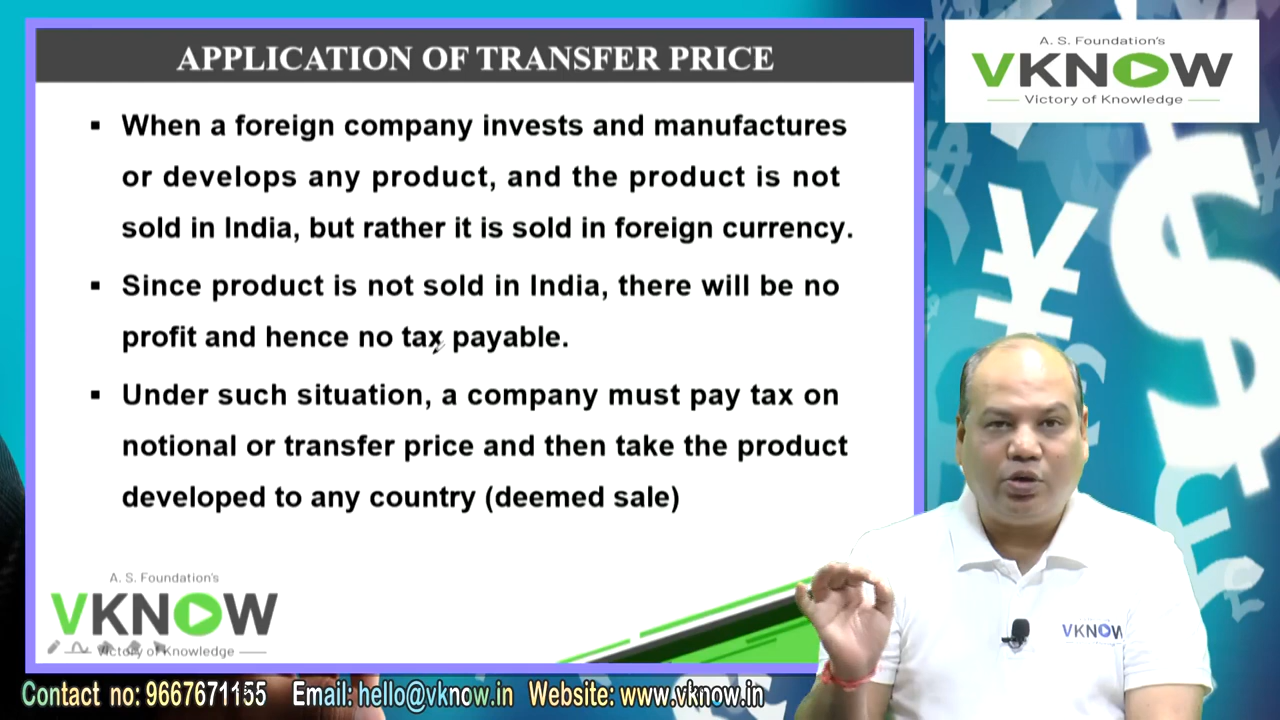 APPLICATION OF TRANSFER PRICE
When a foreign company invests and manufactures
or develops any product, and the product is not
sold in India, but rather it is sold in foreign currency.
Since product is not sold in India, there will be no
profit and hence no tax payable.
Under such situation, a company must pay tax on
notional or transfer price and then take the product
developed to any country (deemed sale)
A. S. Foundation's
VKNOW
Victory of Knowledge
A. S. Foundation's
VKNOW
Victory of Knowledge
VKNOW
Contact no: 9667671155 Email: hello@vknow.in Website: www.vknow.in